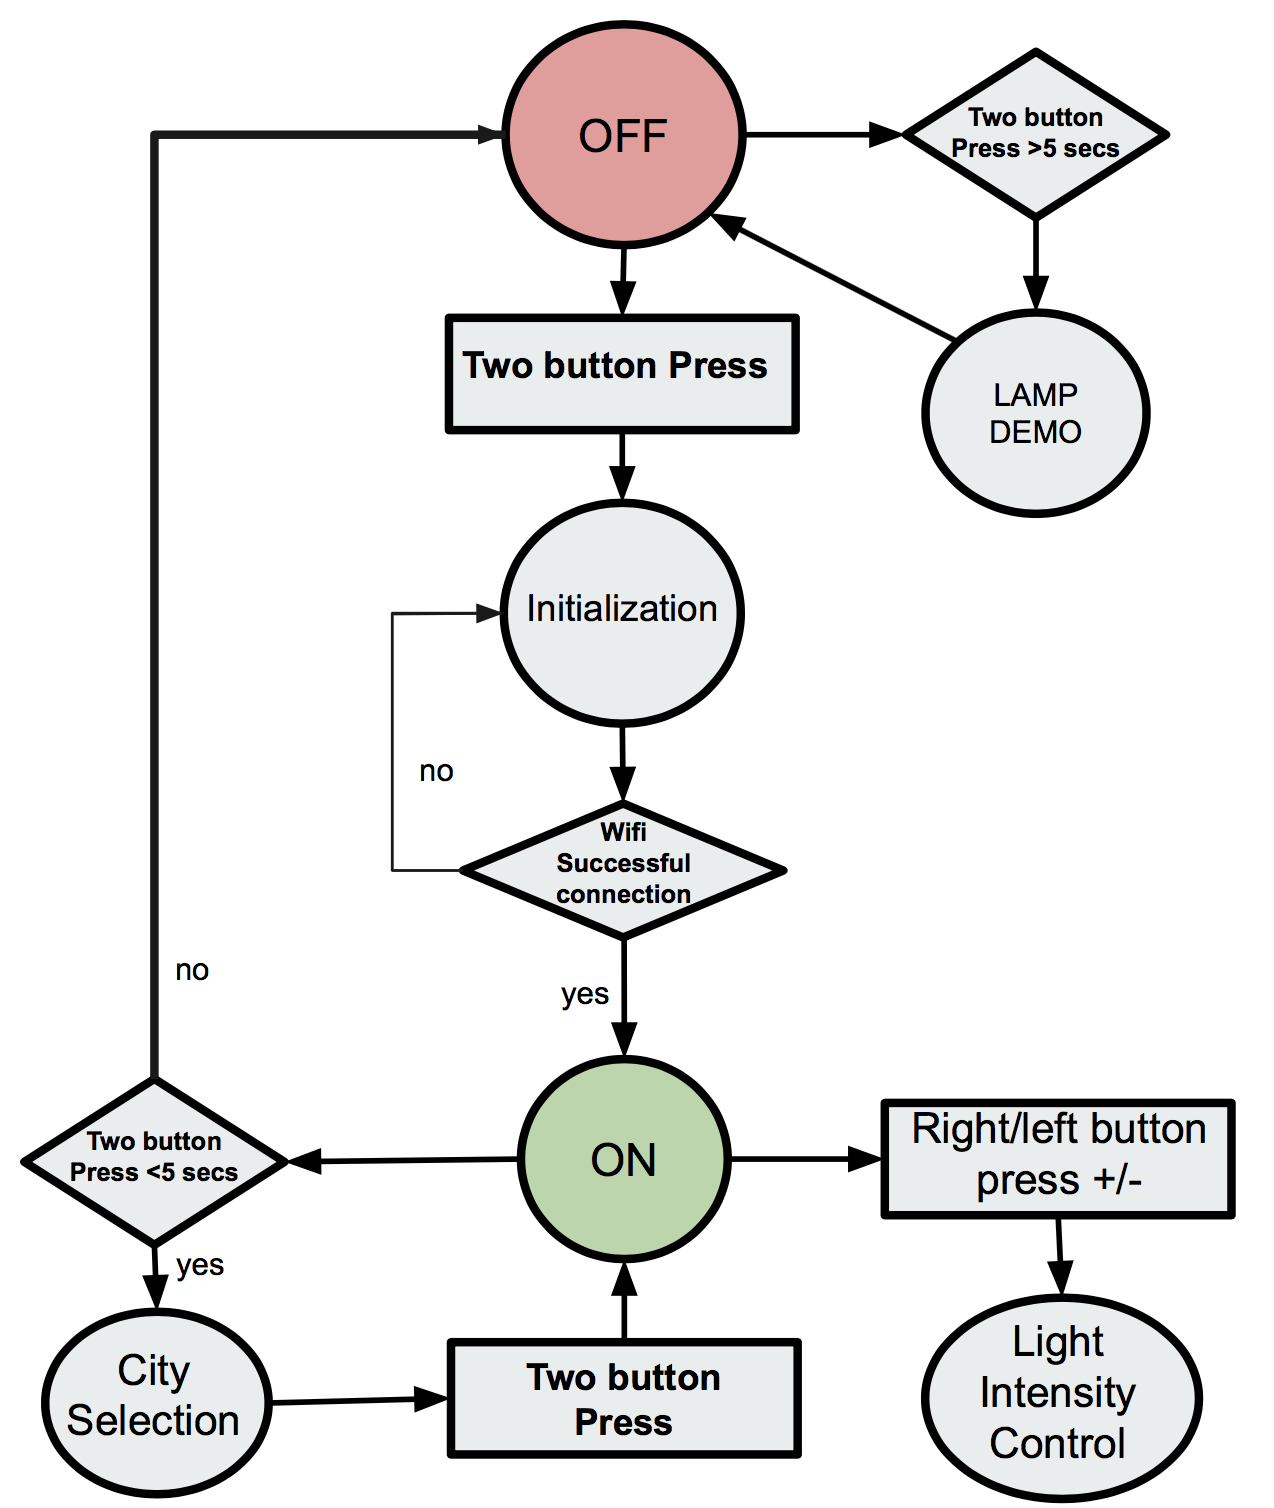 OFF
Two button
Press >5 secs
Two button Press
LAMP
DEMO
Initialization
no
Wifi
Successful
connection
no
yes
Two button
Press <5 secs
ON
Right/left button
press +/-
yes
City
Selection
Two button
Press
Light
Intensity
Control